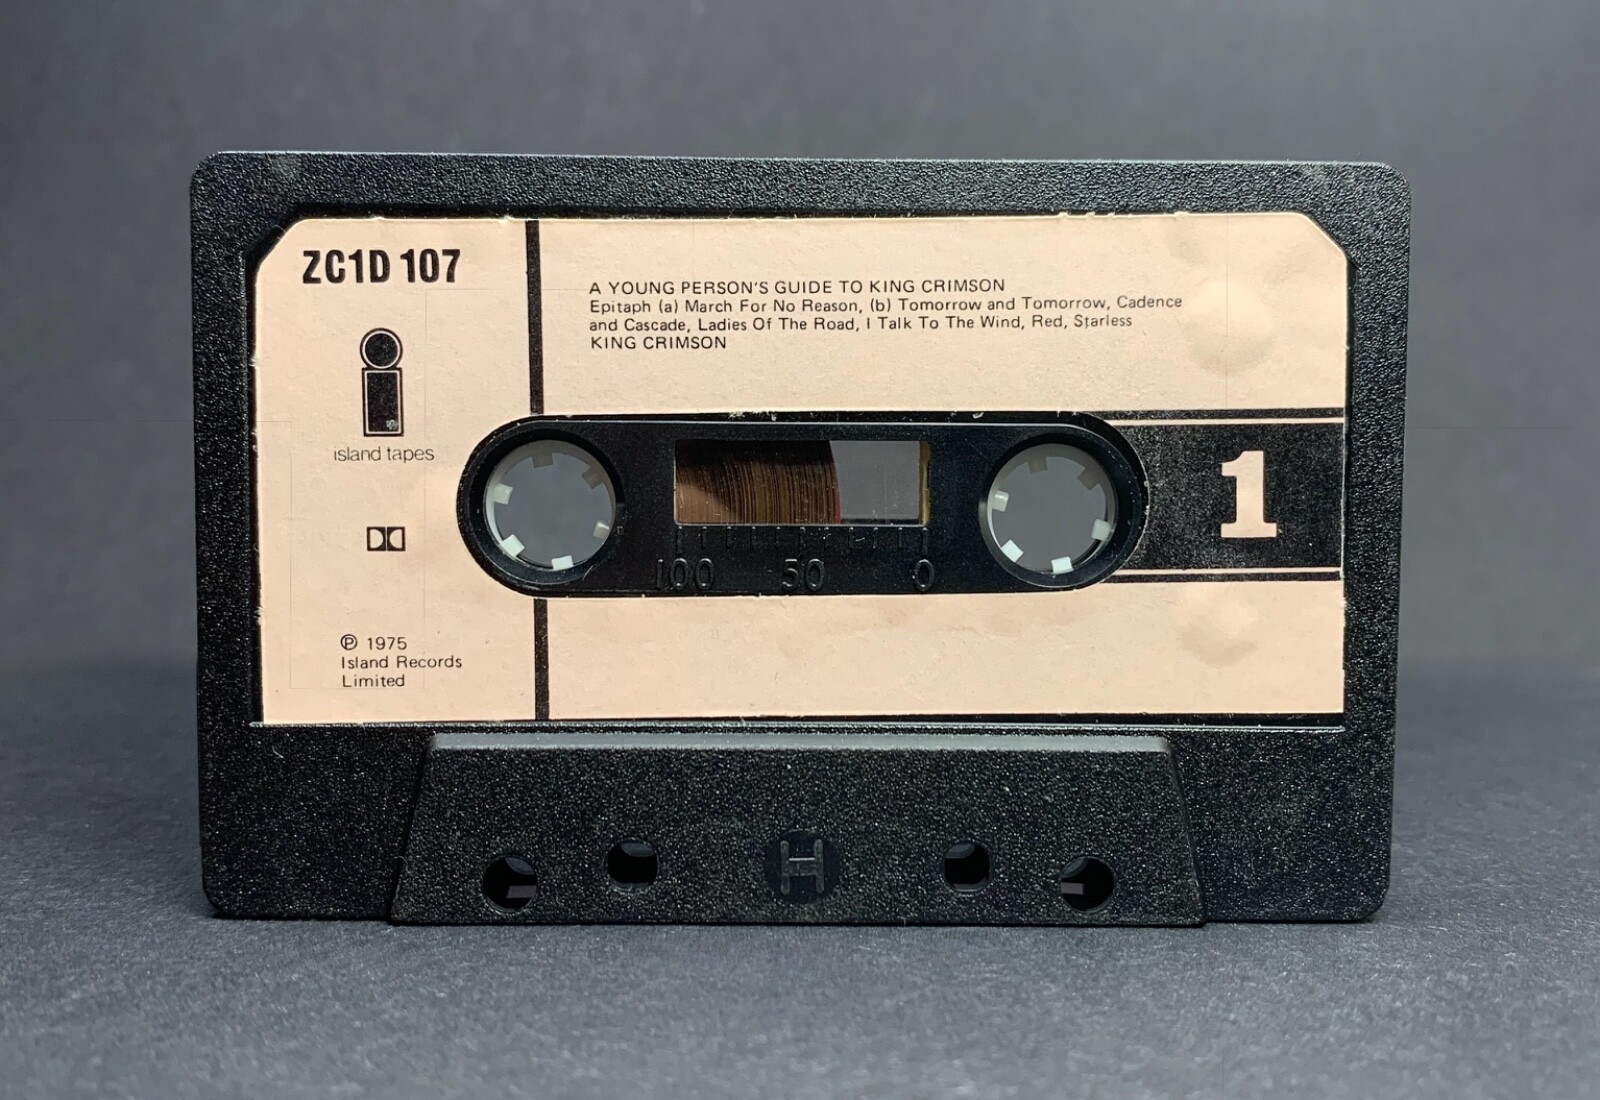 ZC1D 107
island tapes
℗ 1975
Island Records
Limited
A YOUNG PERSON'S GUIDE TO KING CRIMSON
Epitaph (a) March For No Reason, (b) Tomorrow and Tomorrow, Cadence
and Cascade, Ladies Of The Road, I Talk To The Wind, Red, Starless
KING CRIMSON
1
100 50 0
H